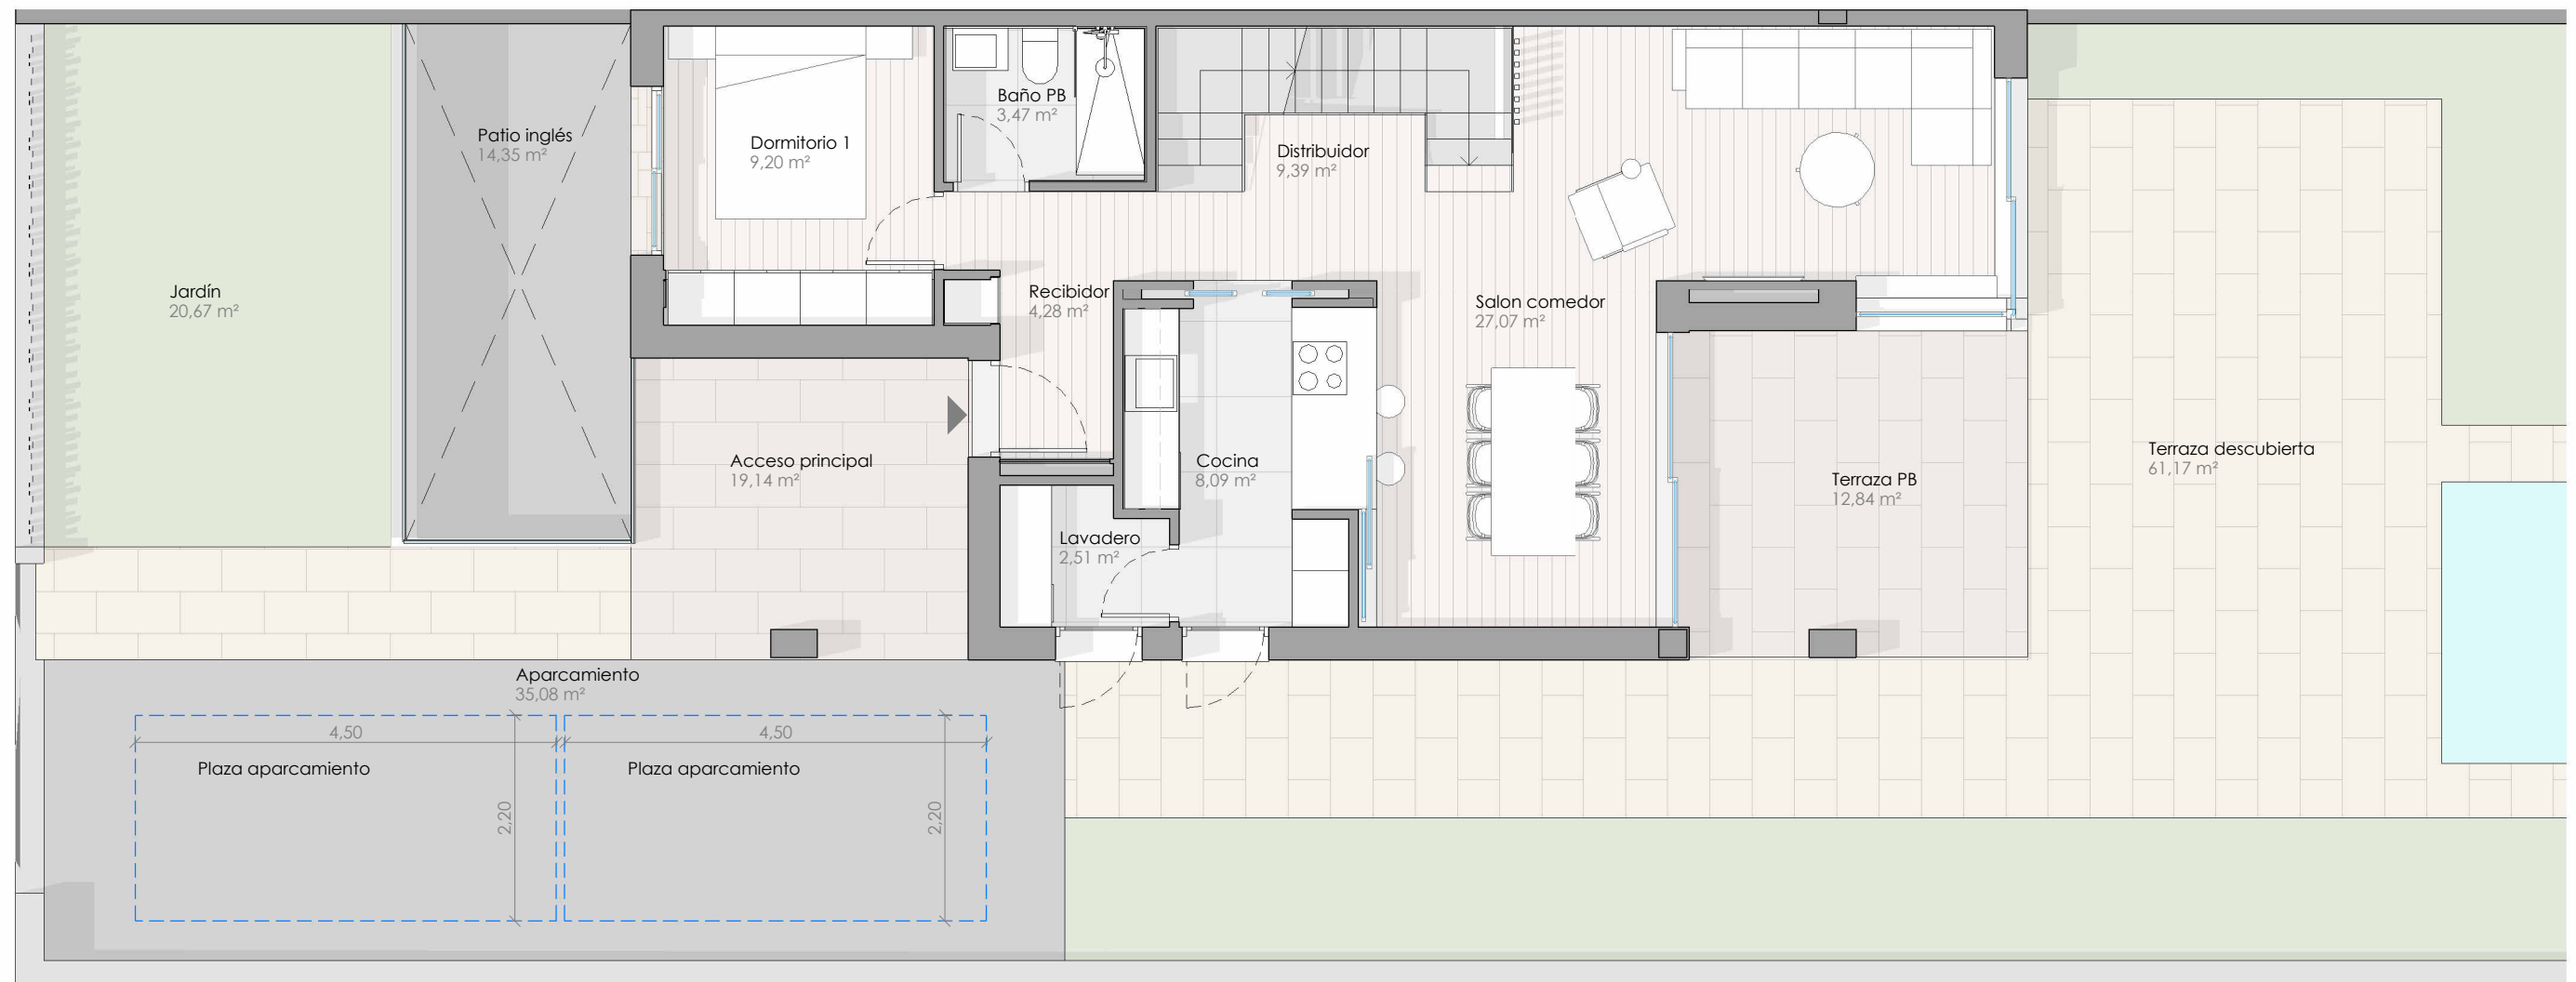 Baño PB
3,47 m²
Patio inglés
14,35 m²
Dormitorio 1
9,20 m²
Distribuidor
9,39 m²
Jardín
20,67 m²
Recibidor
4,28 m²
Salon comedor
27,07 m²
Acceso principal
19,14 m²
Cocina
8,09 m²
Terraza PB
12,84 m²
Terraza descubierta
61,17 m²
Lavadero
2,51 m²
Aparcamiento
35,08 m²
4,50
4,50
Plaza aparcamiento
Plaza aparcamiento
2,20
2,20